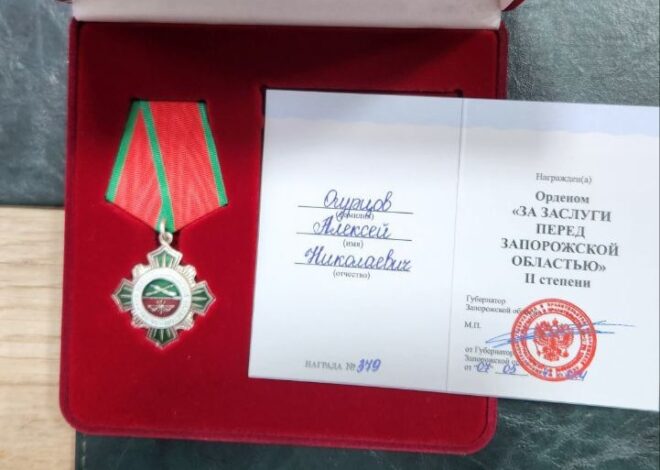 Огурцов
(фамилия)
Алексей
(имя)
Николаевич
(отчество)
НАГРАДА № 379
Награжден(а)
Орденом
«ЗА ЗАСЛУГИ
ПЕРЕД
ЗАПОРОЖСКОЙ
ОБЛАСТЬЮ»
II степени
Губернатор
Запорожской
М.П.
от Губернатор
Запорожской
от